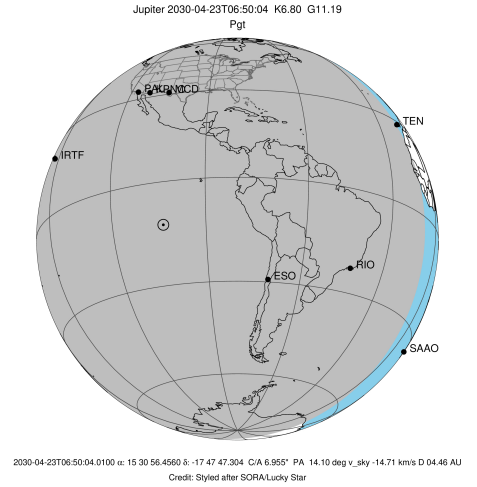 Jupiter 2030-04-23T06:50:04  K6.80  G11.19
Pgt
MCD
TEN
IRTF
ESO
RIO
SAAO
2030-04-23T06:50:04.0100 α: 15 30 56.4560 δ: -17 47 47.304  C/A 6.955"  PA  14.10 deg v_sky -14.71 km/s D 04.46 AU
Credit: Styled after SORA/Lucky Star